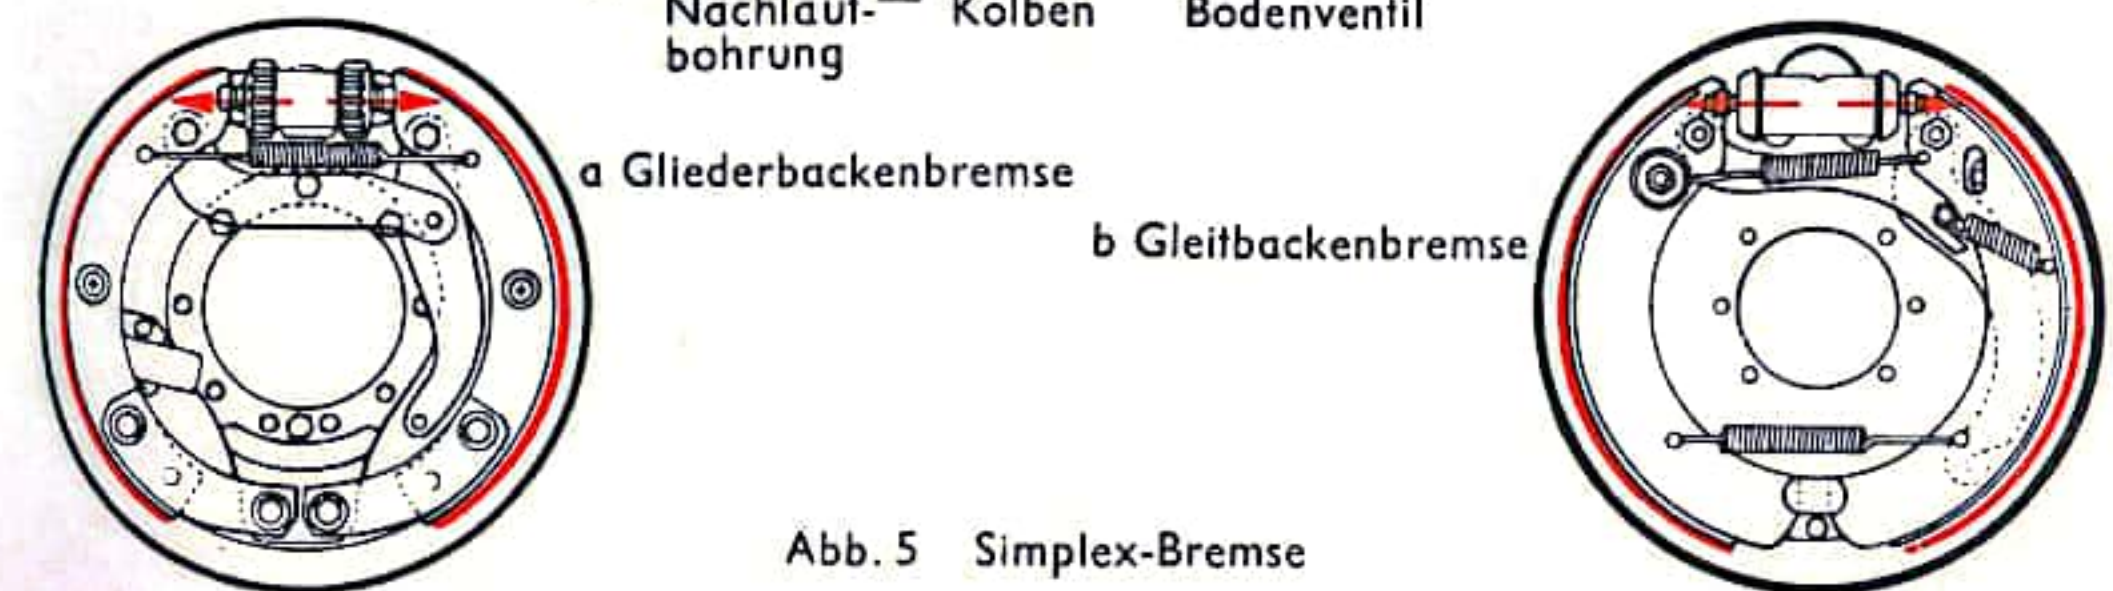 Nachlauf- Kolben Bodenventil
bohrung
a Gliederbackenbremse
b Gleitbackenbremse
Abb. 5 Simplex-Bremse